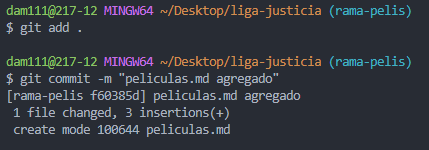 dam111@217-12 MINGW64 ~/Desktop/liga-justicia (rama-pelis)
$ git add .
dam111@217-12 MINGW64 ~/Desktop/liga-justicia (rama-pelis)
$ git commit -m "peliculas.md agregado"
[rama-pelis f60385d] peliculas.md agregado
 1 file changed, 3 insertions(+)
 create mode 100644 peliculas.md